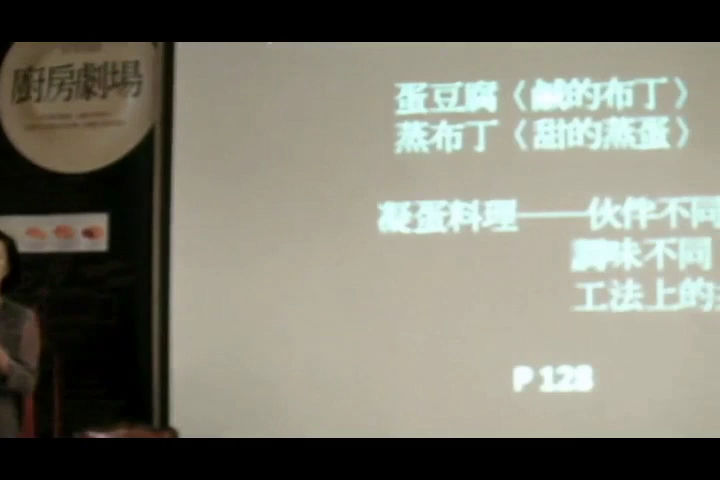 廚房劇場
蛋豆腐〈鹹的布丁〉
蒸布丁〈甜的蒸蛋〉
凝蛋料理——伙伴不同
調味不同
工法上的
P 128